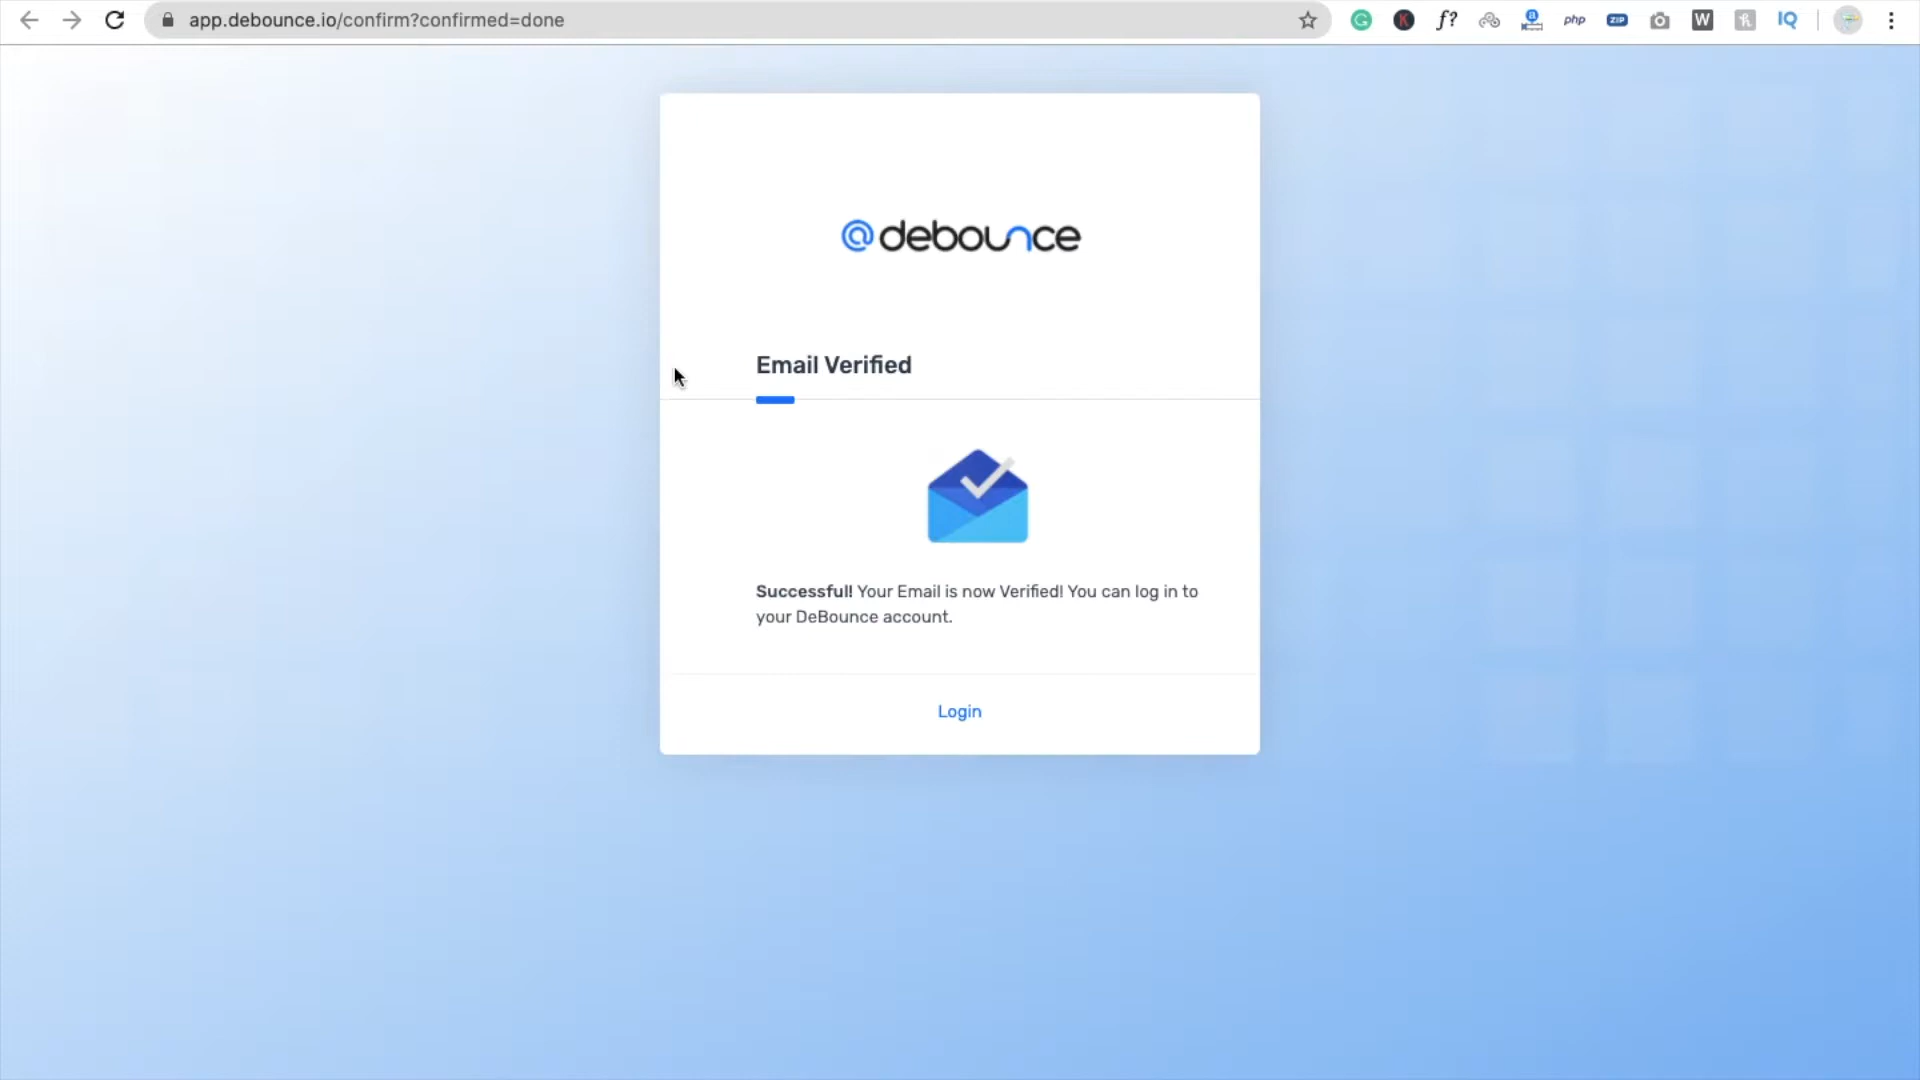 app.debounce.io/confirm?confirmed=done
G K f? a php ZIP W IQ
@debounce
Email Verified
Successful! Your Email is now Verified! You can log in to
your DeBounce account.
Login